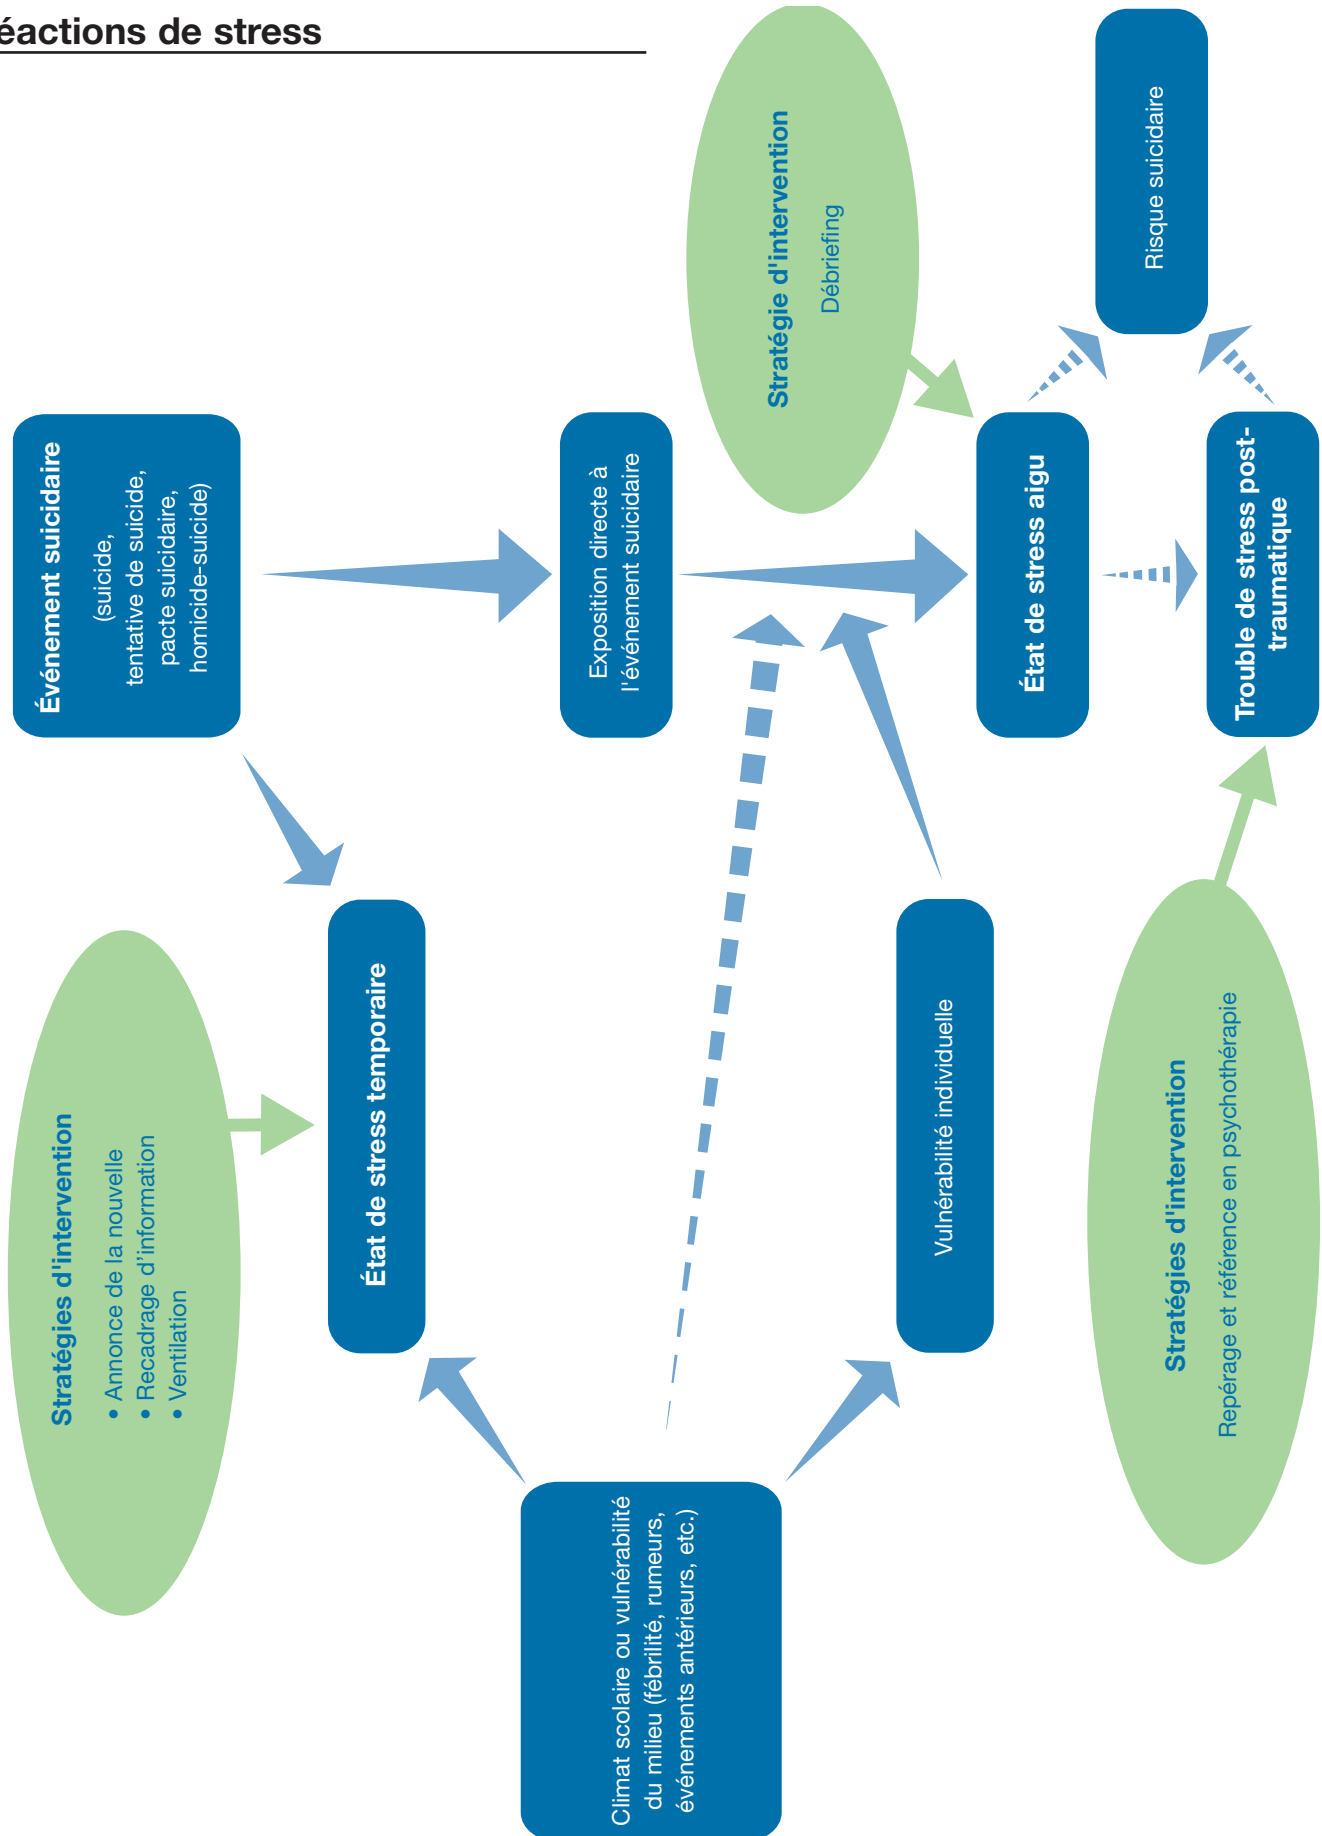 éactions de stress
Événement suicidaire
(suicide,
tentative de suicide,
pacte suicidaire,
homicide-suicide)
Stratégies d'intervention
• Annonce de la nouvelle
• Recadrage d'information
• Ventilation
État de stress temporaire
Exposition directe à
l'événement suicidaire
Climat scolaire ou vulnérabilité
du milieu (fébrilité, rumeurs,
événements antérieurs, etc.)
Stratégie d'intervention
Débriefing
Vulnérabilité individuelle
État de stress aigu
Risque suicidaire
Trouble de stress post-
traumatique
Stratégies d'intervention
Repérage et référence en psychothérapie